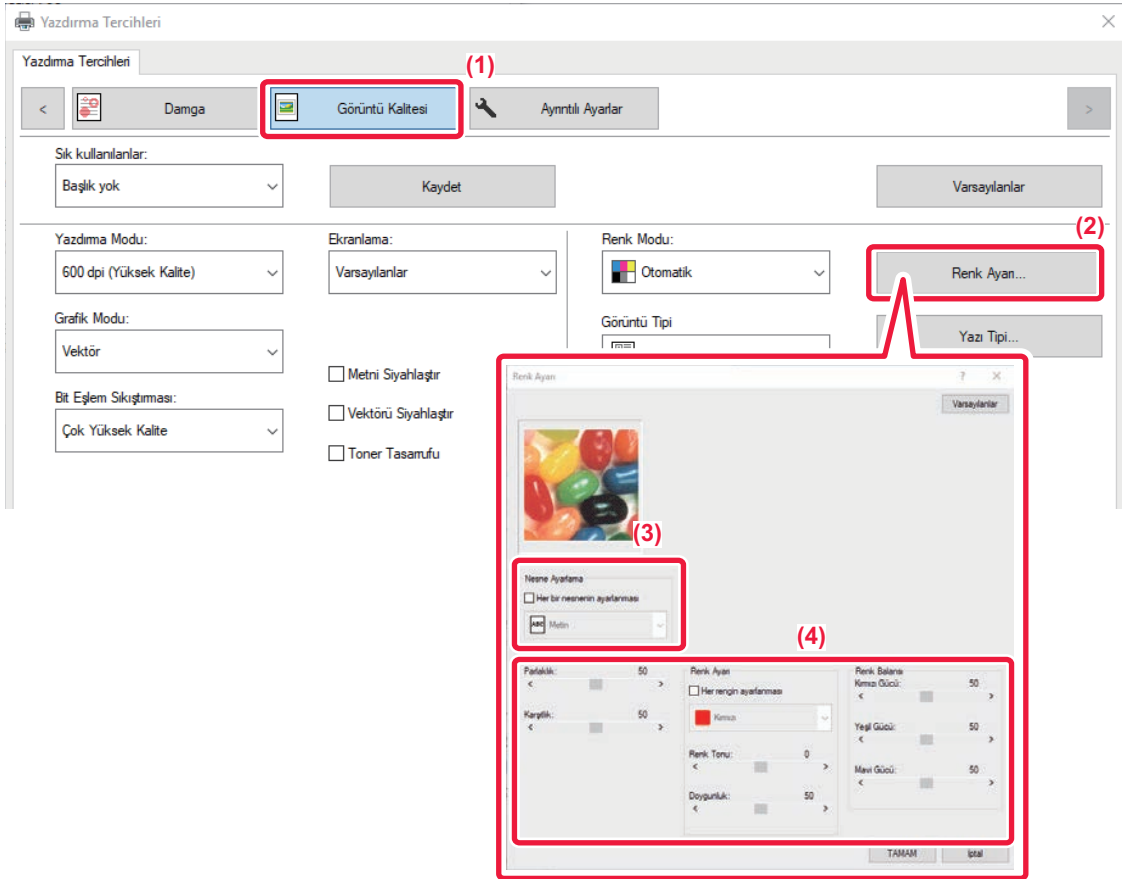 Yazdırma Tercihleri
Yazdırma Tercihleri
(1)
<
Damga
Görüntü Kalitesi
Ayrıntılı Ayarlar
>
Sık kullanılanlar:
Başlık yok
Kaydet
Varsayılanlar
(2)
Yazdırma Modu:
Ekranlama:
Renk Modu:
600 dpi (Yüksek Kalite)
Varsayılanlar
Otomatik
Renk Ayarı...
Grafik Modu:
Görüntü Tipi
Vektör
Yazı Tipi...
Metni Siyahlaştır
Bit Eşlem Sıkıştırması:
Vektörü Siyahlaştır
Çok Yüksek Kalite
Toner Tasarrufu
Renk Ayarı
?
Varsayılanlar
(3)
Nesne Ayarlama
Her bir nesnenin ayarlanması
ABC Metin
(4)
Parlaklık: 50
< >
Karşıtlık: 50
< >
Renk Ayarı
Her rengin ayarlanması
Kırmızı
Renk Tonu: 0
< >
Doygunluk: 50
< >
Renk Balansı
Kırmızı Gücü: 50
< >
Yeşil Gücü: 50
< >
Mavi Gücü: 50
< >
TAMAM
İptal